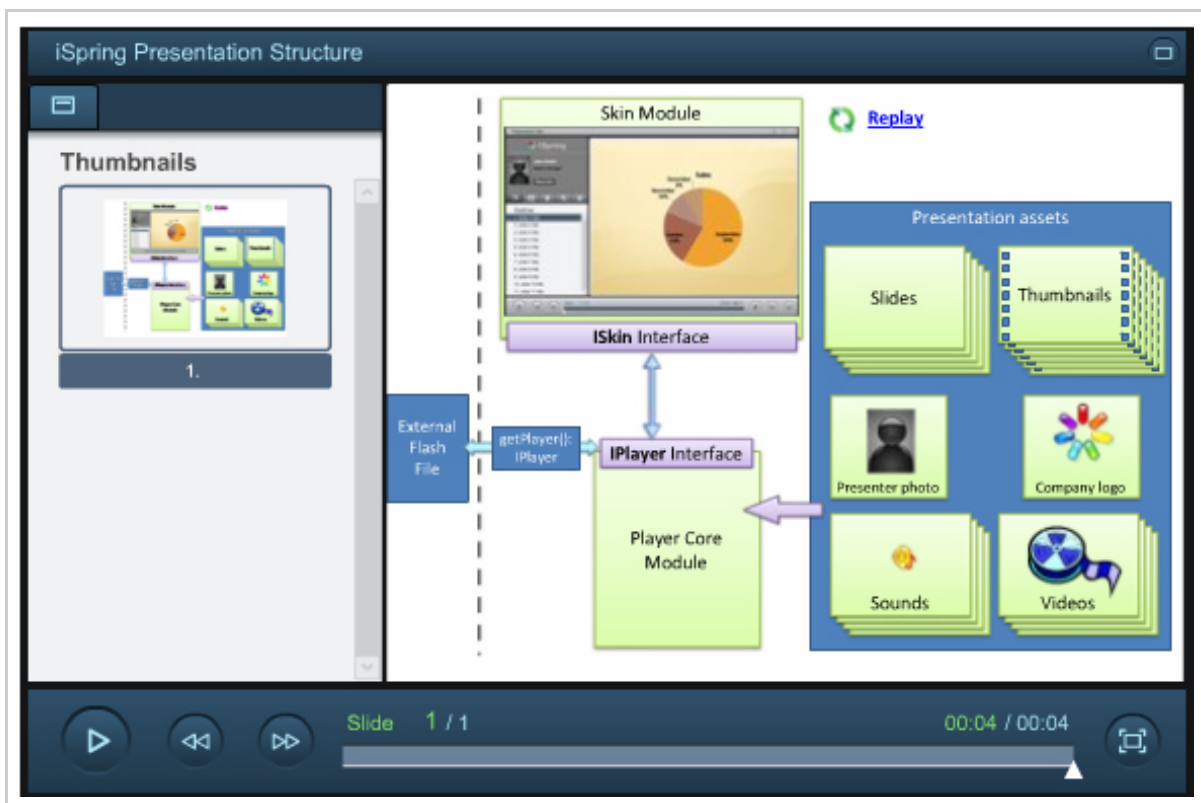 iSpring Presentation Structure
Thumbnails
1.
Skin Module
ISkin Interface
Replay
External
Flash
File
getPlayer():
IPlayer
IPlayer Interface
Player Core
Module
Presentation assets
Slides
Thumbnails
Presenter photo
Company logo
Sounds
Videos
Slide 1 / 1
00:04 / 00:04